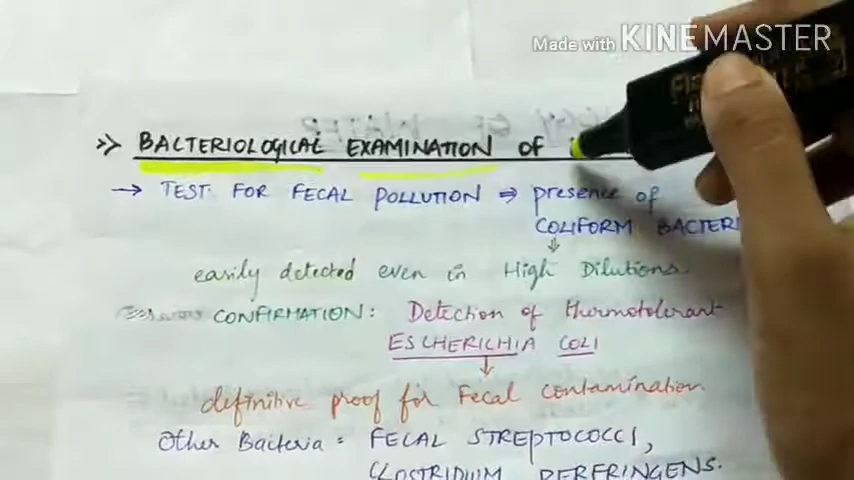 Made with KINEMASTER
>> BACTERIOLOGICAL EXAMINATION OF
→ TEST FOR FECAL POLLUTION ⇒ presence of
COLIFORM BACTERI
↓
easily detected even in High Dilutions.
CONFIRMATION: Detection of thermotolerant
ESCHERICHIA COLI
↓
definitive proof for Fecal contamination
Other Bacteria = FECAL STREPTOCOCCI,
CLOSTRIDIUM PERFRINGENS.